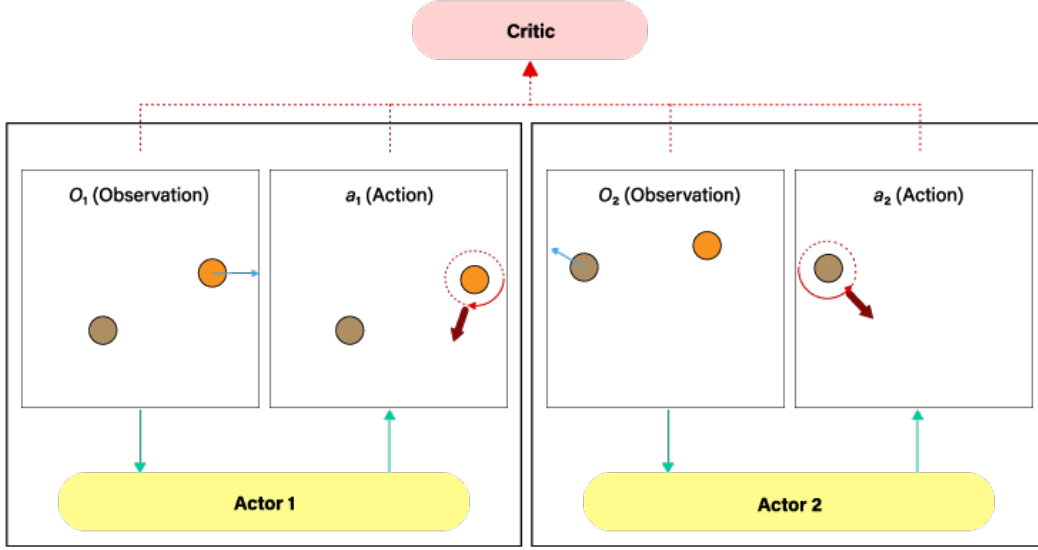 Critic
O₁ (Observation)
a₁ (Action)
O₂ (Observation)
a₂ (Action)
Actor 1
Actor 2